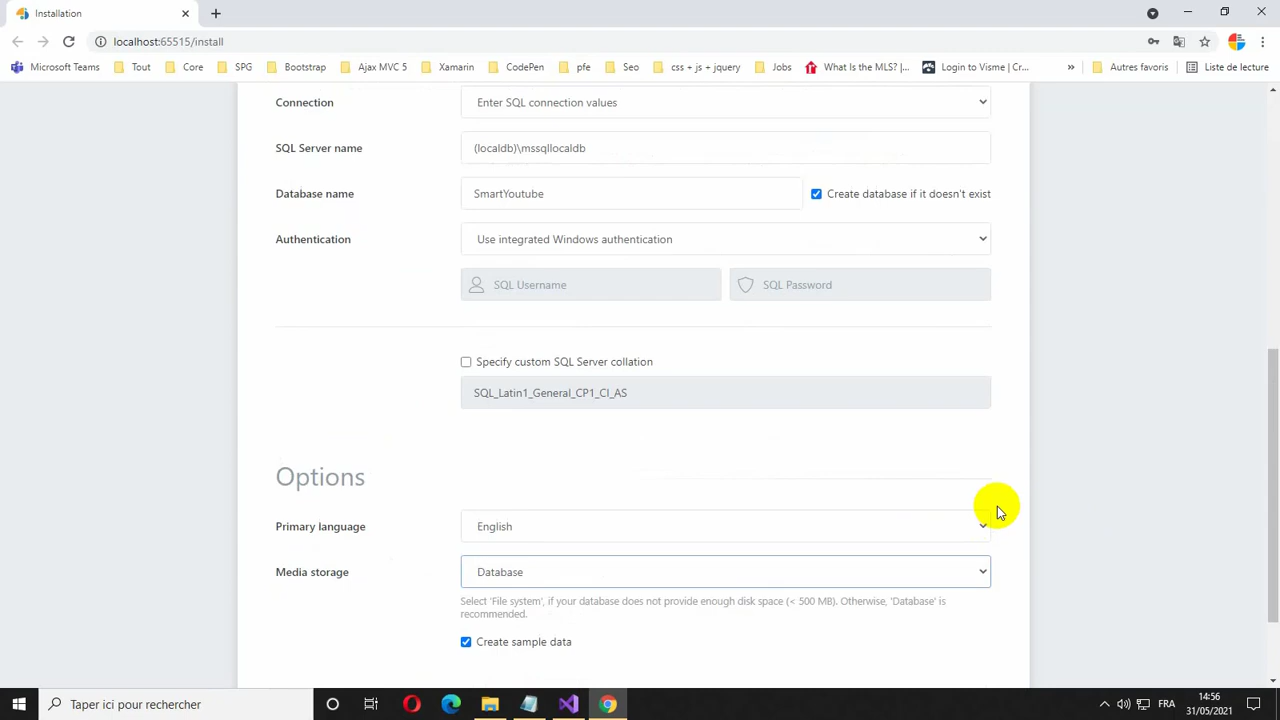 Installation
localhost:65515/install
Microsoft Teams Tout Core SPG Bootstrap Ajax MVC 5 Xamarin CodePen pfe Seo css + js + jquery Jobs What Is the MLS? |... Login to Visme | Cr... » Autres favoris Liste de lecture
Connection Enter SQL connection values
SQL Server name (localdb)\mssqllocaldb
Database name SmartYoutube Create database if it doesn't exist
Authentication Use integrated Windows authentication
SQL Username SQL Password
Specify custom SQL Server collation
SQL_Latin1_General_CP1_CI_AS
Options
Primary language English
Media storage Database
Select 'File system', if your database does not provide enough disk space (< 500 MB). Otherwise, 'Database' is
recommended.
Create sample data
Taper ici pour rechercher FRA 14:56
31/05/2021